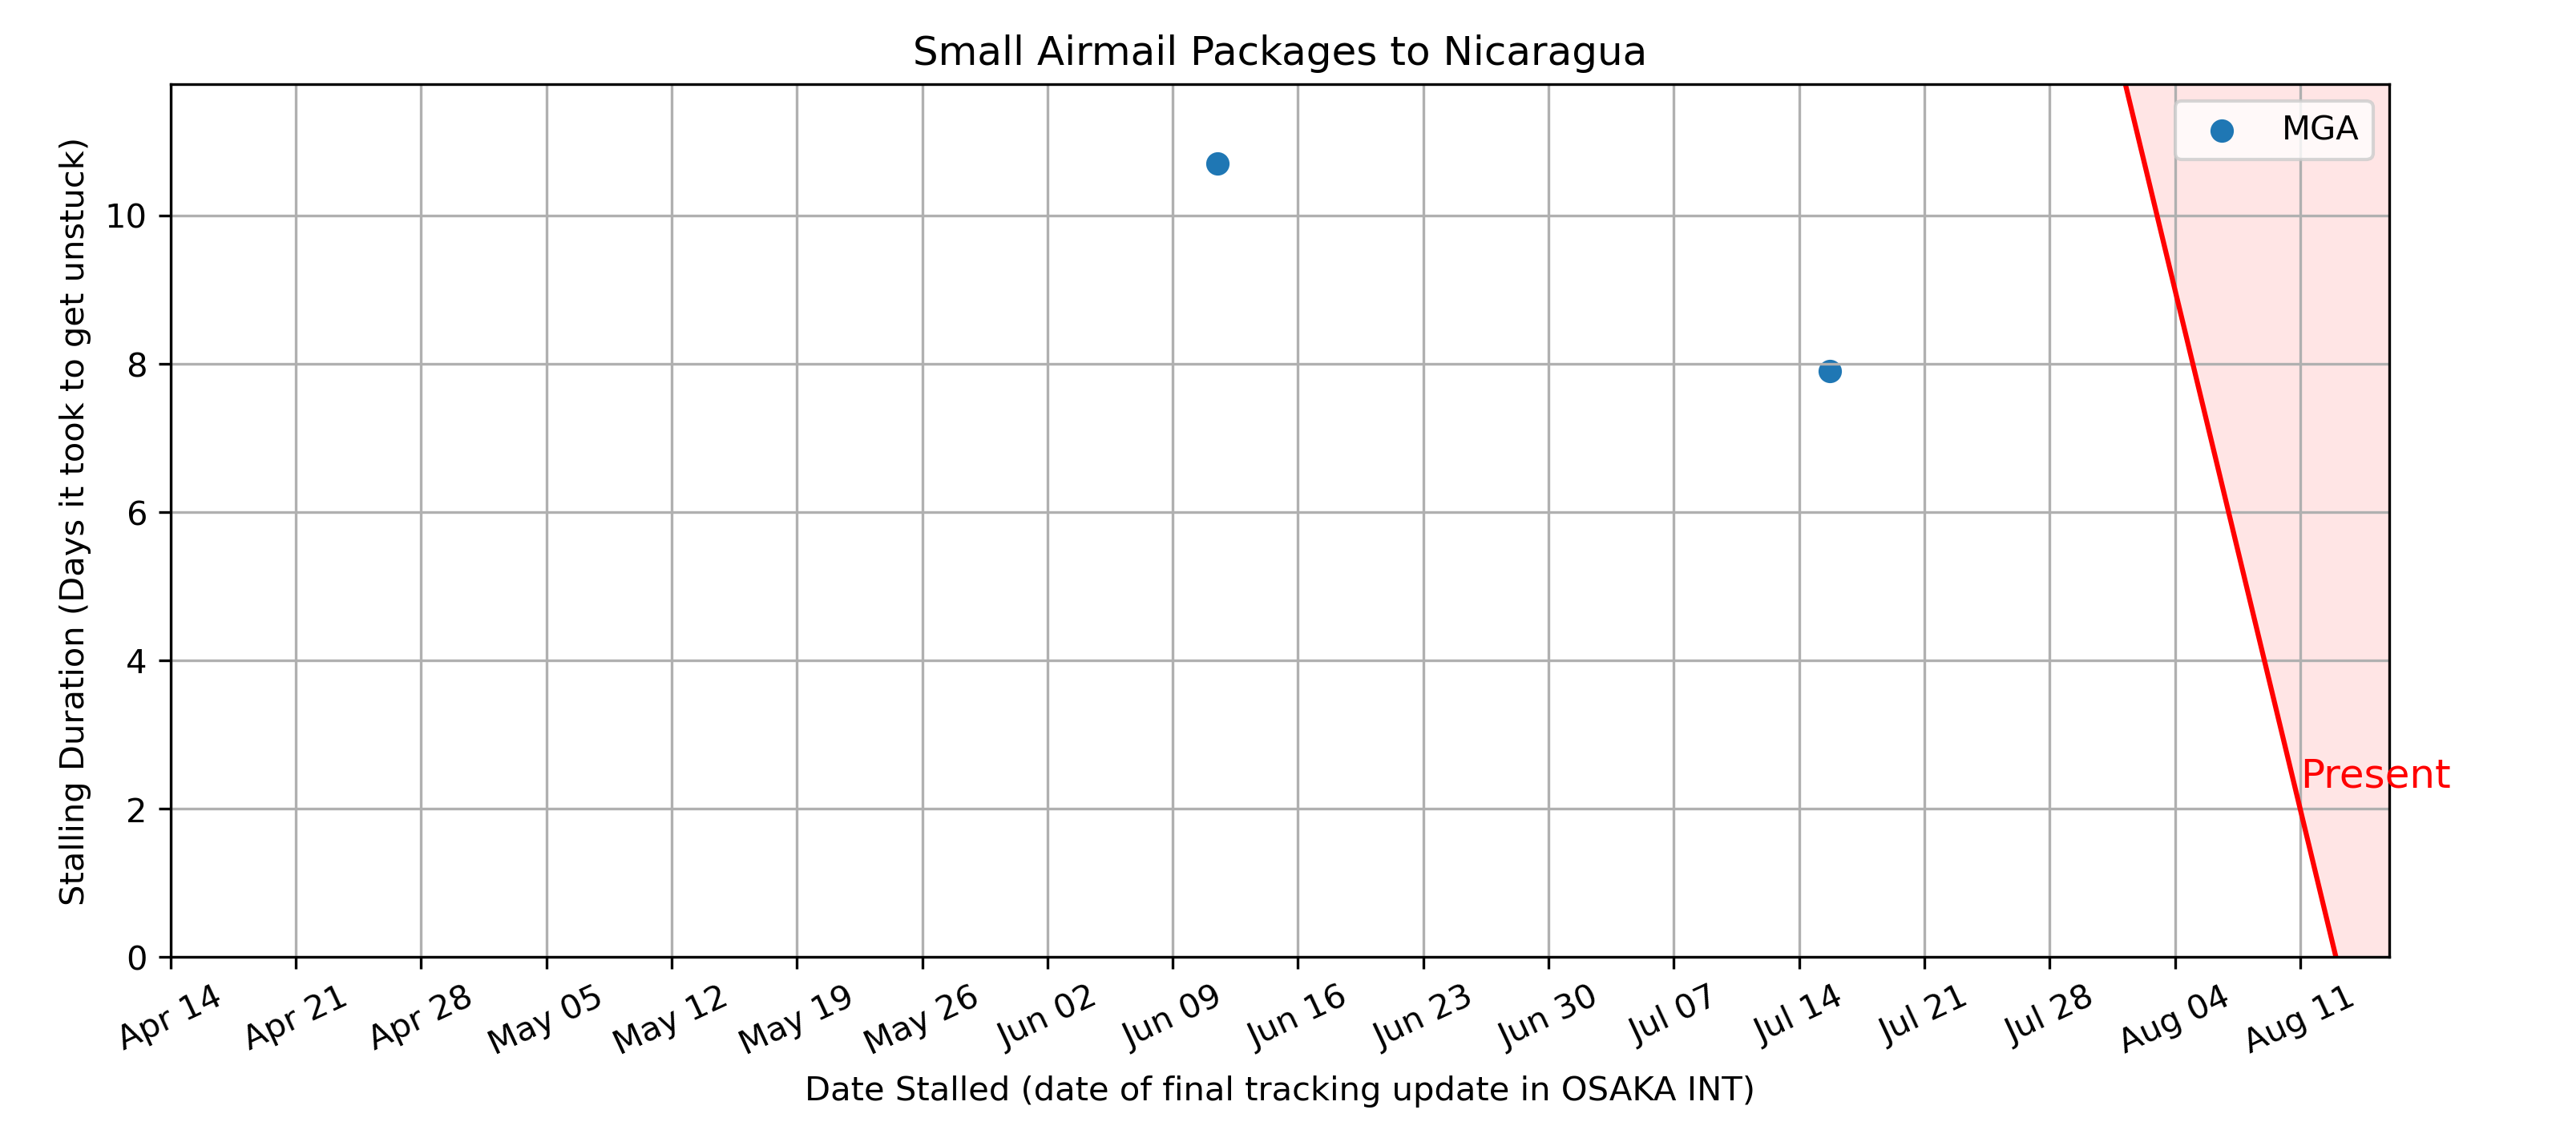 Small Airmail Packages to Nicaragua
MGA
Stalling Duration (Days it took to get unstuck)
10
8
6
4
2
0
Present
Apr 14
Apr 21
Apr 28
May 05
May 12
May 19
May 26
Jun 02
Jun 09
Jun 16
Jun 23
Jun 30
Jul 07
Jul 14
Jul 21
Jul 28
Aug 04
Aug 11
Date Stalled (date of final tracking update in OSAKA INT)